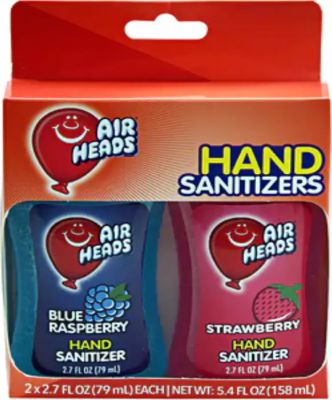 AIR
HEADS
HAND
SANITIZERS
AIR
HEADS
BLUE
RASPBERRY
HAND
SANITIZER
2.7 FL OZ (79 mL)
AIR
HEADS
STRAWBERRY
HAND
SANITIZER
2.7 FL OZ (79 mL)
2 x 2.7 FL OZ (79 mL) EACH | NET: 5.4 FL OZ (158 mL)